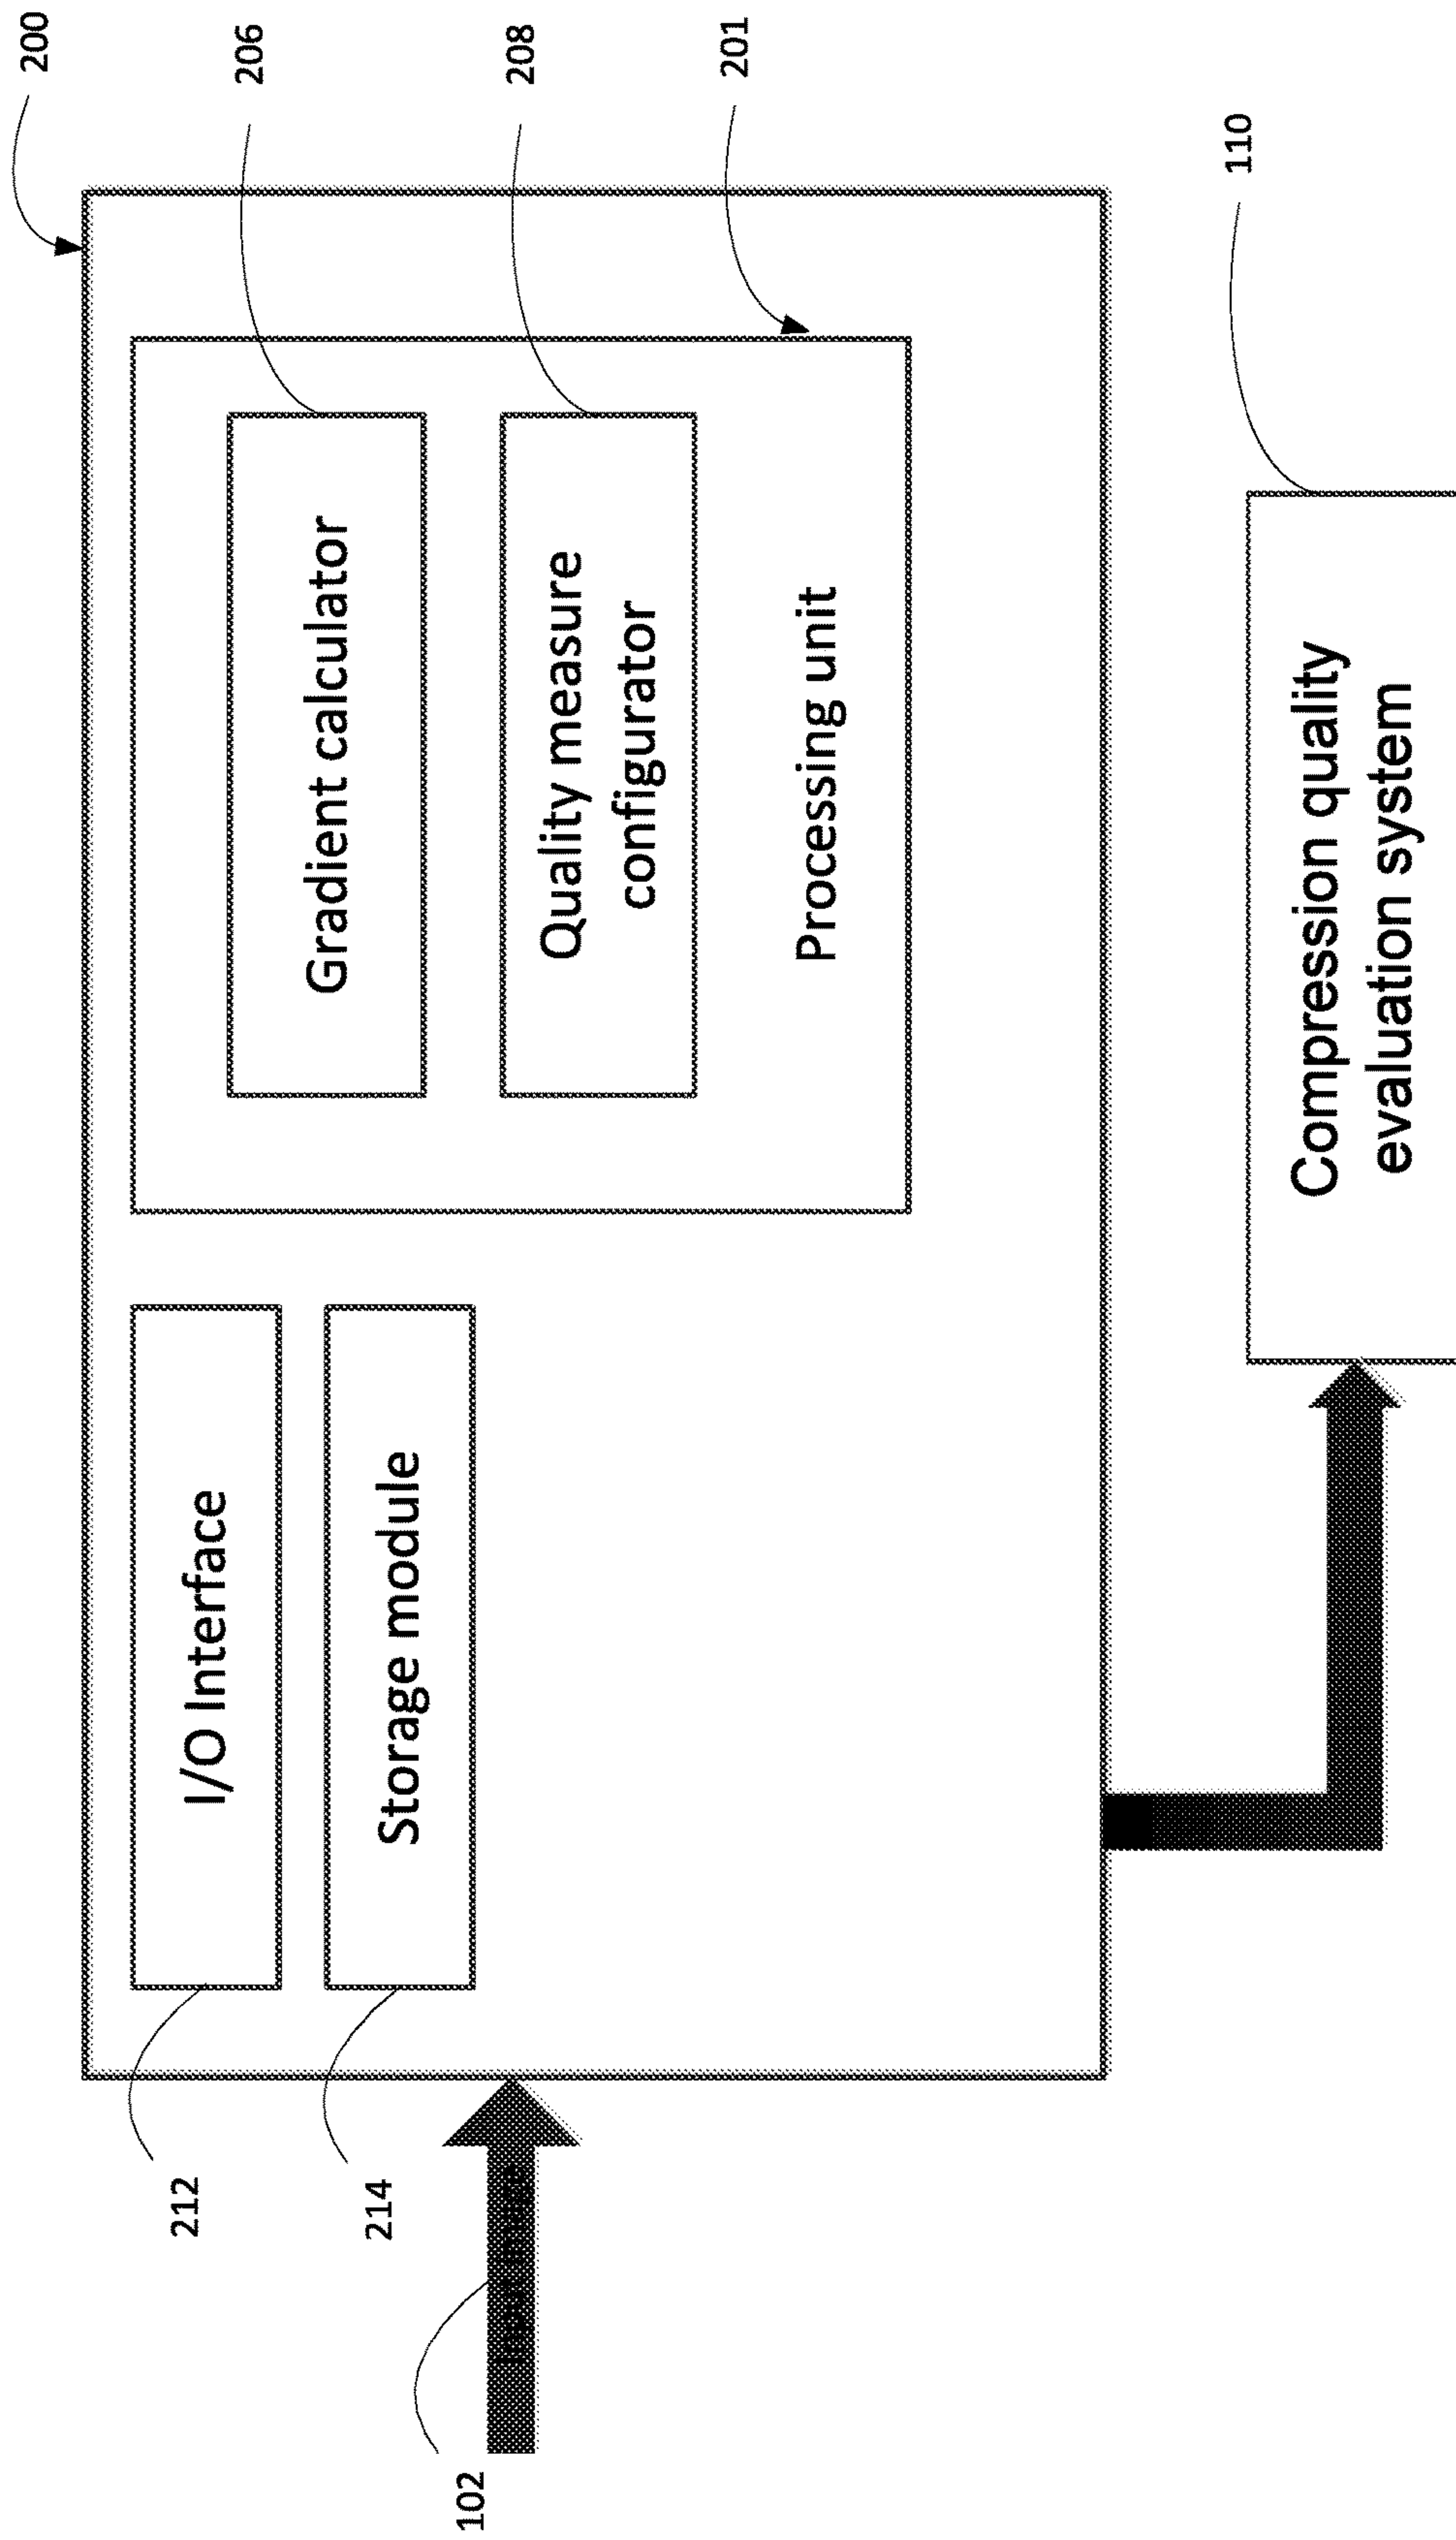 200
206
208
201
110
I/O Interface
Storage module
Gradient calculator
Quality measure
configurator
Processing unit
Compression quality
evaluation system
212
214
102